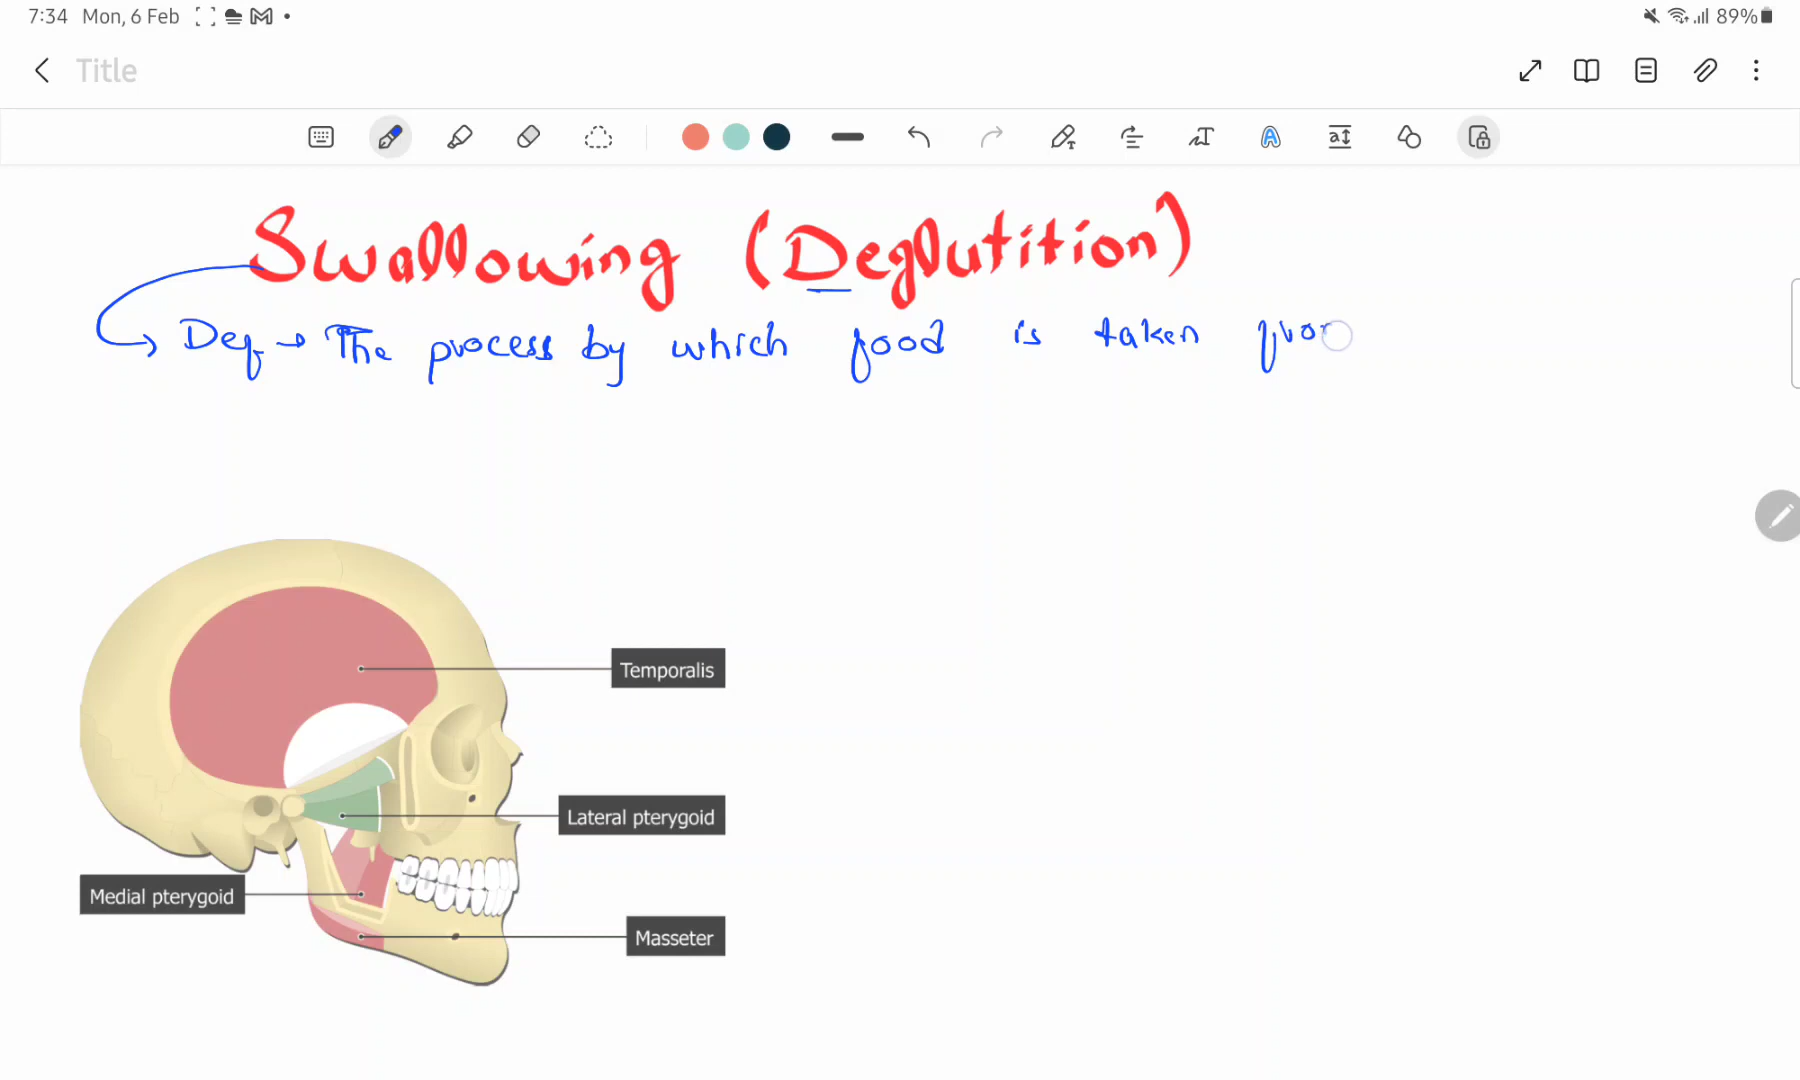 7:34 Mon, 6 Feb
89%
Title
Swallowing (Deglutition)
Def → The process by which food is taken from
Temporalis
Lateral pterygoid
Medial pterygoid
Masseter